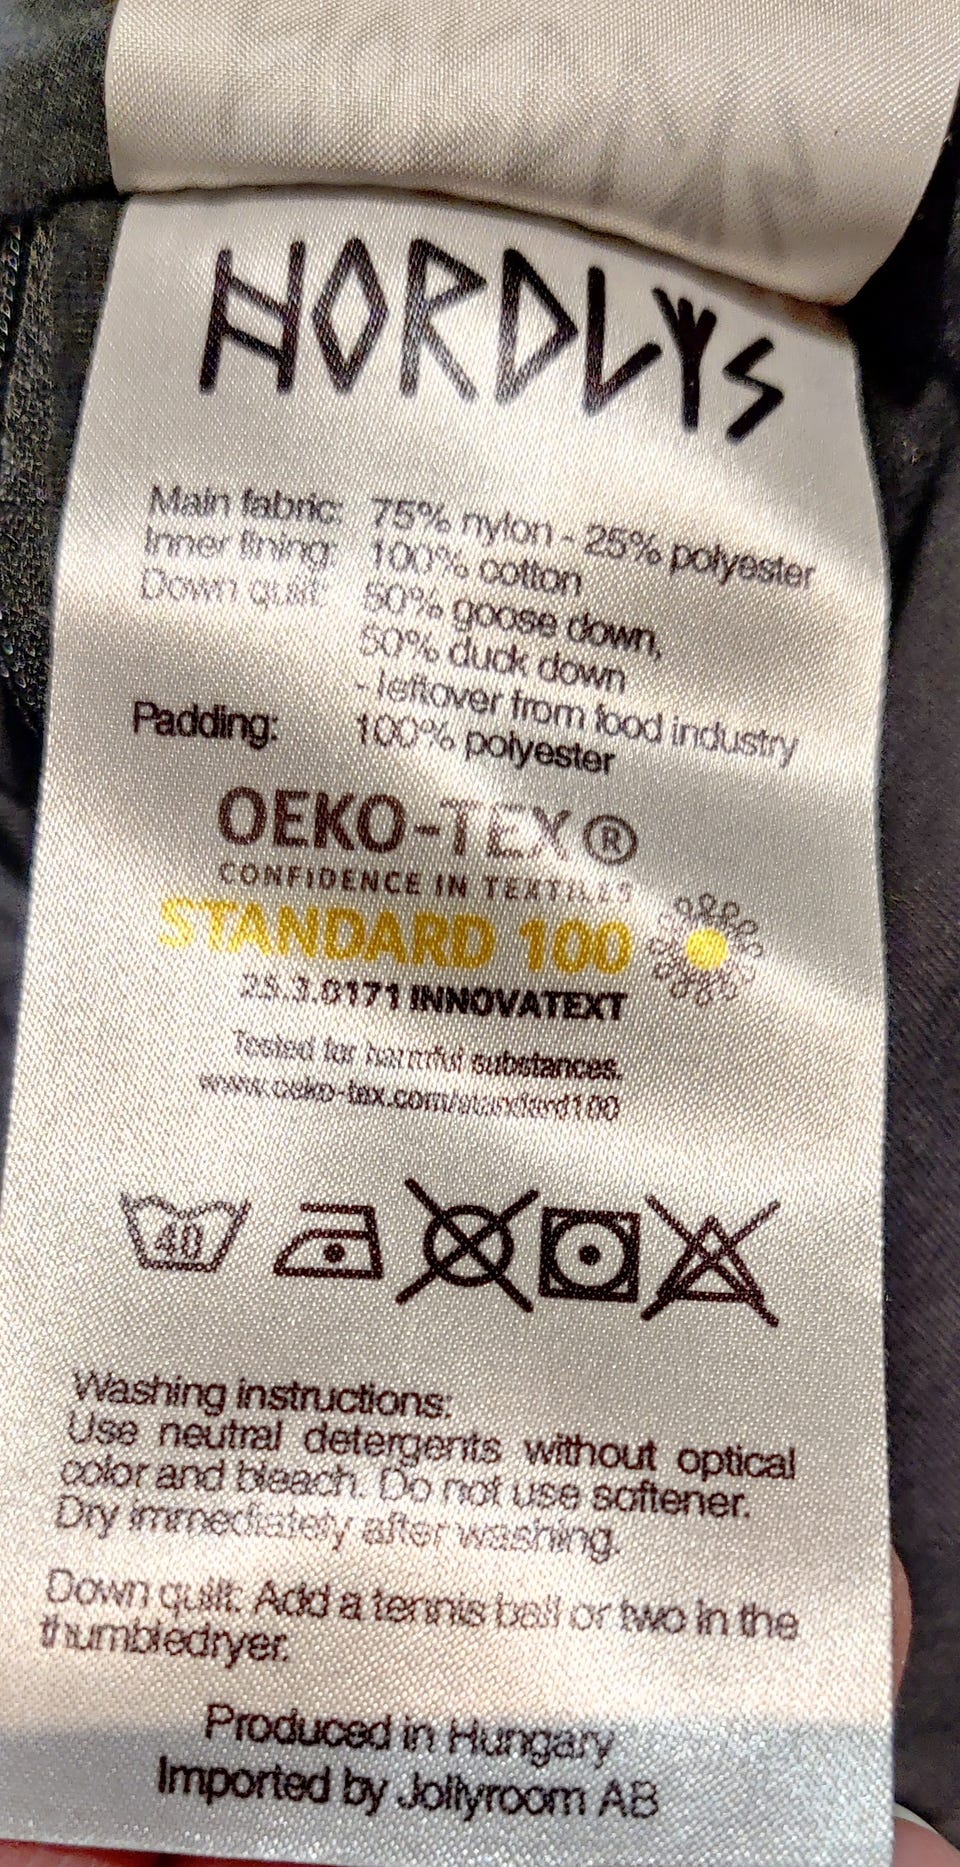 NORDLYS
Main fabric: 75% nylon - 25% polyester
Inner lining: 100% cotton
Down quilt: 50% goose down,
50% duck down
- leftover from food industry
Padding: 100% polyester
OEKO-TEX®
CONFIDENCE IN TEXTILES
STANDARD 100
25.3.0171 INNOVATEXT
Tested for harmful substances.
www.oeko-tex.com/standard100
40
Washing instructions:
Use neutral detergents without optical
color and bleach. Do not use softener.
Dry immediately after washing.
Down quilt: Add a tennis ball or two in the
thumbledryer.
Produced in Hungary
Imported by Jollyroom AB